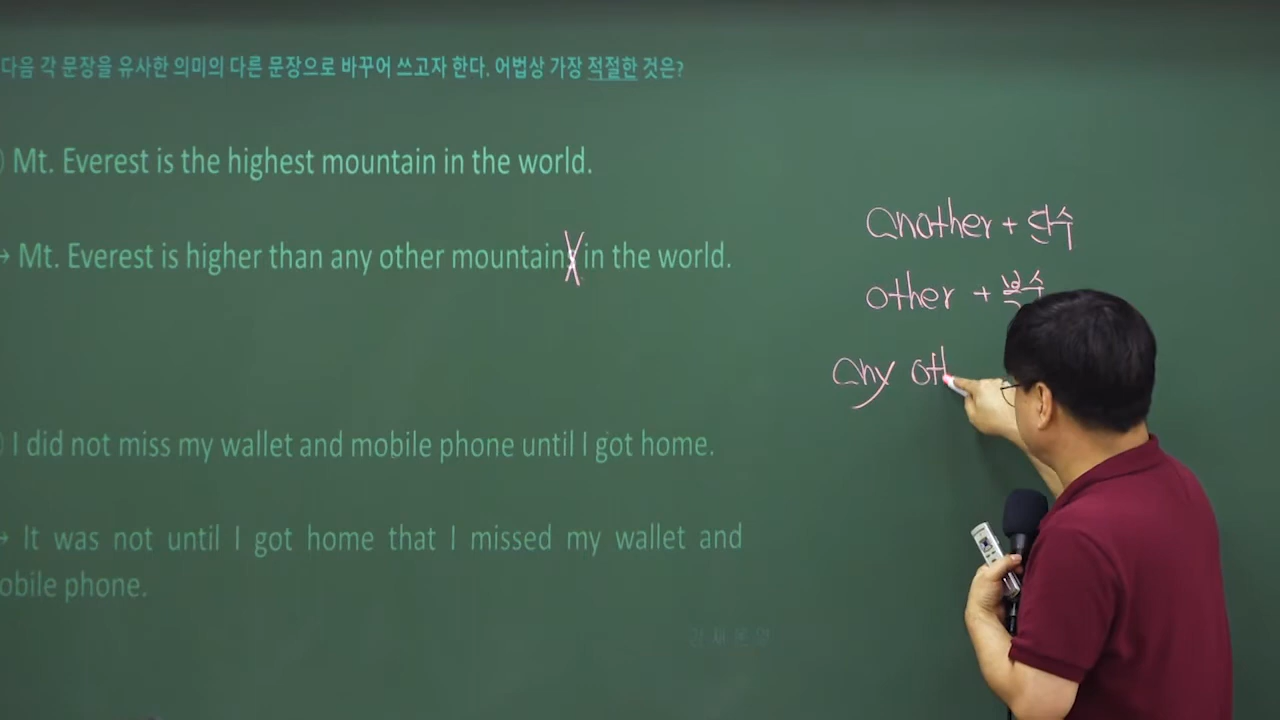 다음 각 문장을 유사한 의미의 다른 문장으로 바꾸어 쓰고자 한다. 어법상 가장 적절한 것은?
) Mt. Everest is the highest mountain in the world.
→ Mt. Everest is higher than any other mountains in the world.
another + 단수
other + 복수
any oth
) I did not miss my wallet and mobile phone until I got home.
→ It was not until I got home that I missed my wallet and
obile phone.